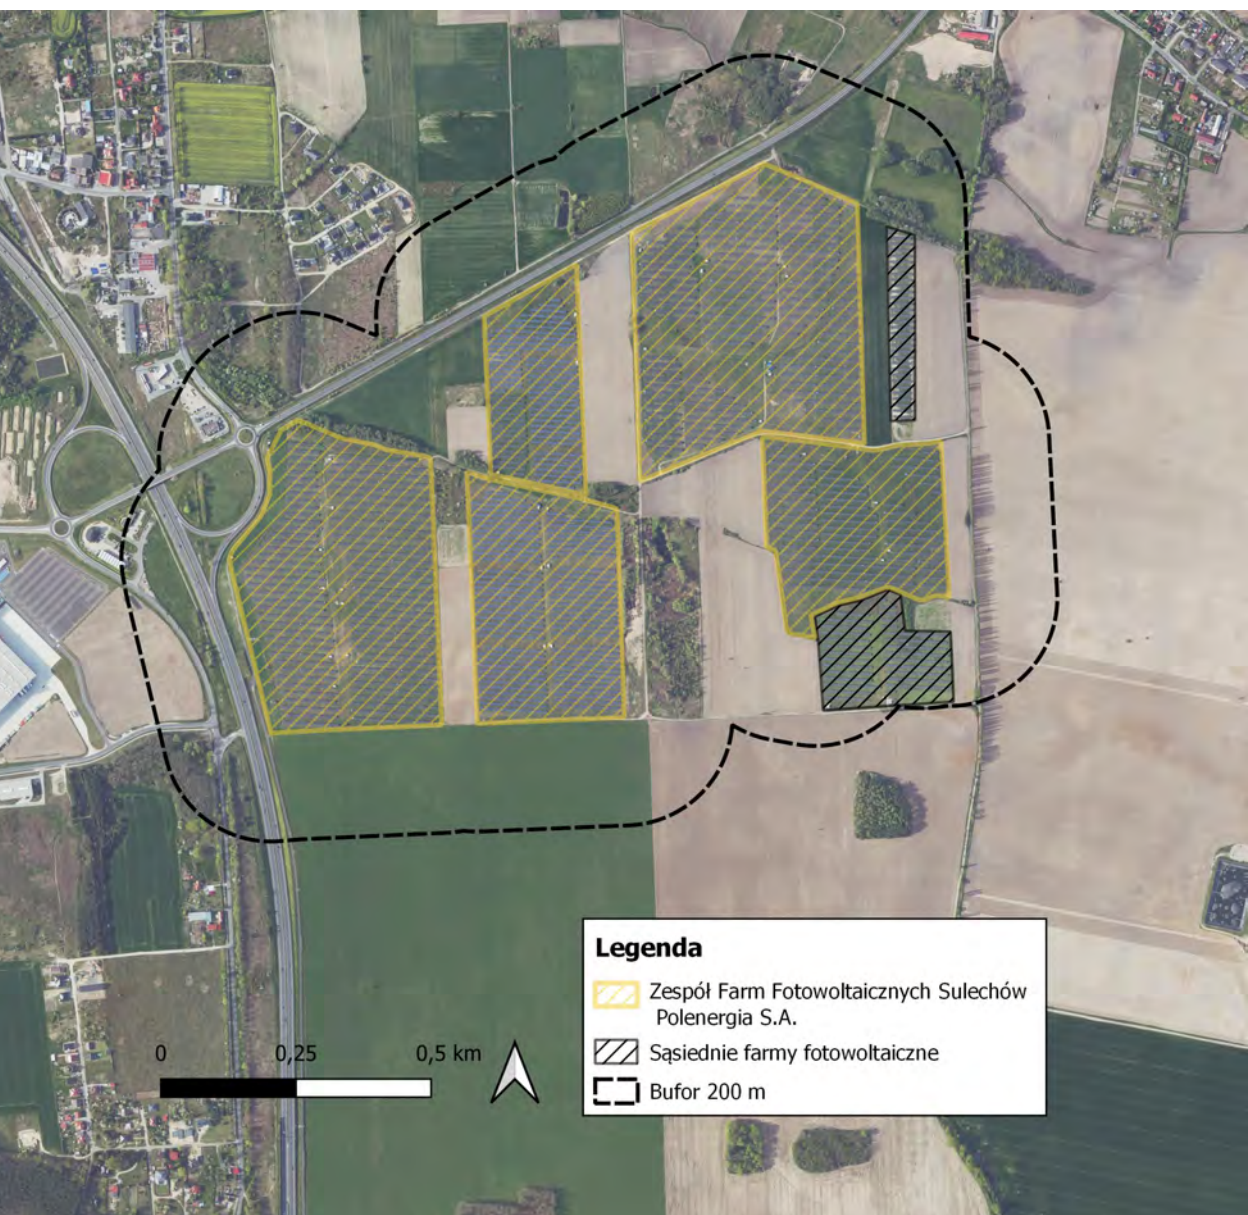 0
0,25
0,5 km
Legenda
Zespół Farm Fotowoltaicznych Sulechów
Polenergia S.A.
Sąsiednie farmy fotowoltaiczne
Bufor 200 m